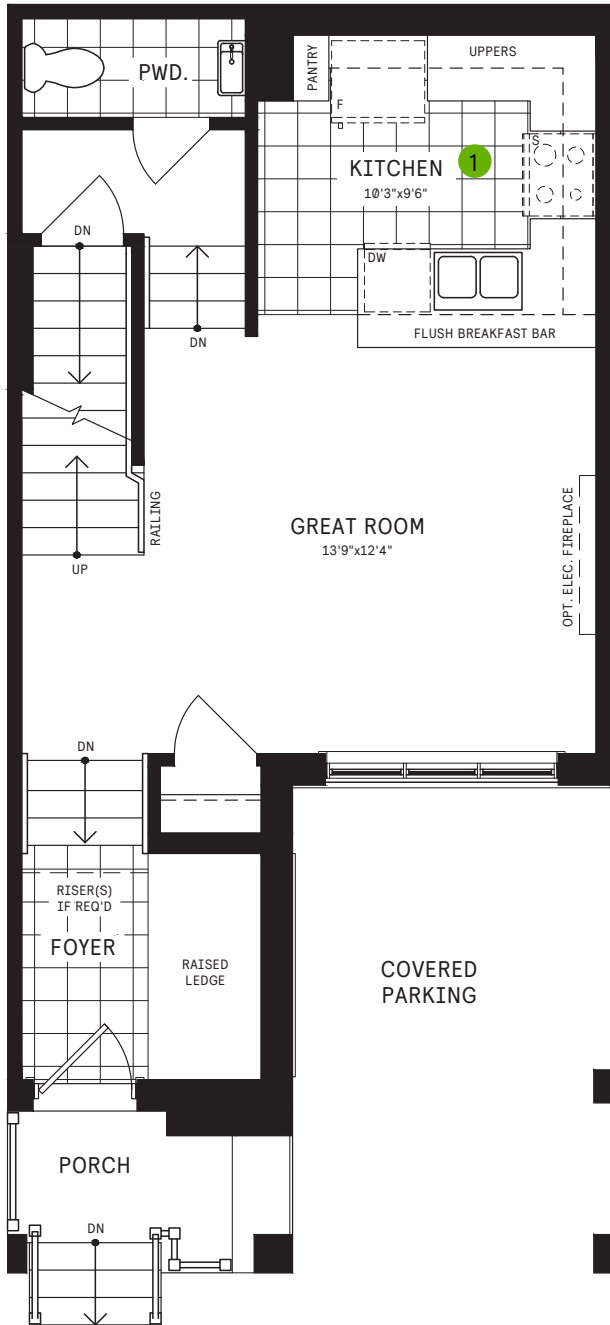 PWD.
PANTRY
UPPERS
F
S
KITCHEN
1
10'3"x9'6"
DN
DW
DN
FLUSH BREAKFAST BAR
RAILING
GREAT ROOM
13'9"x12'4"
OPT. ELEC. FIREPLACE
UP
DN
RISER(S)
IF REQ'D
FOYER
RAISED
LEDGE
COVERED
PARKING
PORCH
DN